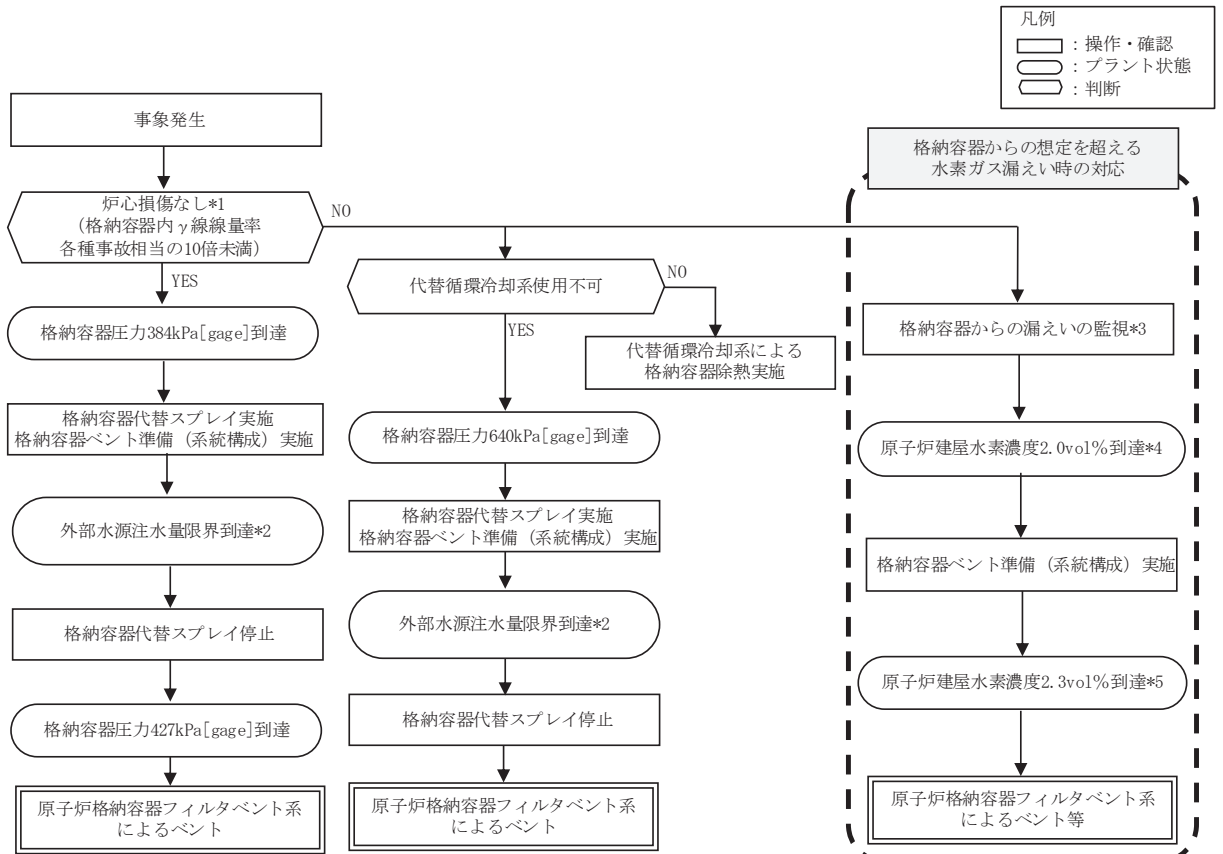 凡例
：操作・確認
：プラント状態
：判断
事象発生
炉心損傷なし*1
（格納容器内γ線線量率
各種事故相当の10倍未満）
NO
YES
格納容器圧力384kPa[gage]到達
格納容器代替スプレイ実施
格納容器ベント準備（系統構成）実施
外部水源注水量限界到達*2
格納容器代替スプレイ停止
格納容器圧力427kPa[gage]到達
原子炉格納容器フィルタベント系
によるベント
代替循環冷却系使用不可
NO
YES
代替循環冷却系による
格納容器除熱実施
格納容器圧力640kPa[gage]到達
格納容器代替スプレイ実施
格納容器ベント準備（系統構成）実施
外部水源注水量限界到達*2
格納容器代替スプレイ停止
原子炉格納容器フィルタベント系
によるベント
格納容器からの想定を超える
水素ガス漏えい時の対応
格納容器からの漏えいの監視*3
原子炉建屋水素濃度2.0vol％到達*4
格納容器ベント準備（系統構成）実施
原子炉建屋水素濃度2.3vol％到達*5
原子炉格納容器フィルタベント系
によるベント等